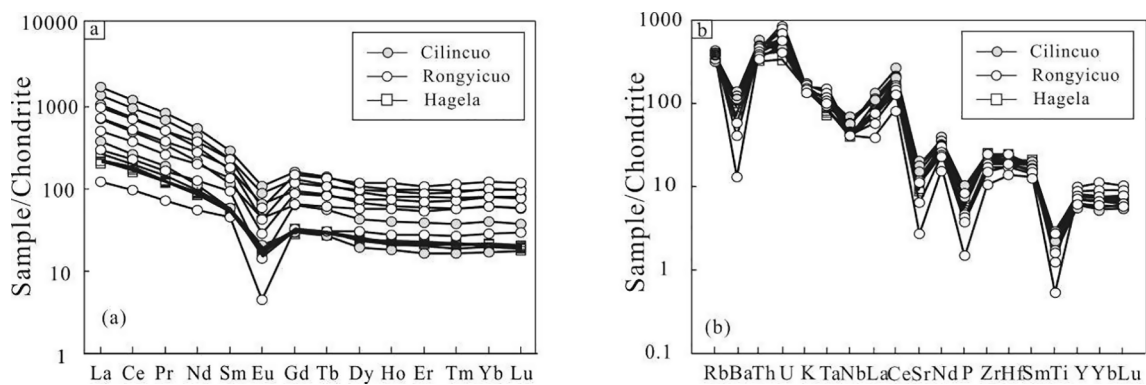 a
10000
1000
100
10
1
Sample/Chondrite
Cilincuo
Rongyicuo
Hagela
(a)
La Ce Pr Nd Sm Eu Gd Tb Dy Ho Er Tm Yb Lu
b
1000
100
10
1
0.1
Sample/Chondrite
Cilincuo
Rongyicuo
Hagela
(b)
RbBaTh U K TaNbLaCeSrNd P ZrHfSmTi Y YbLu